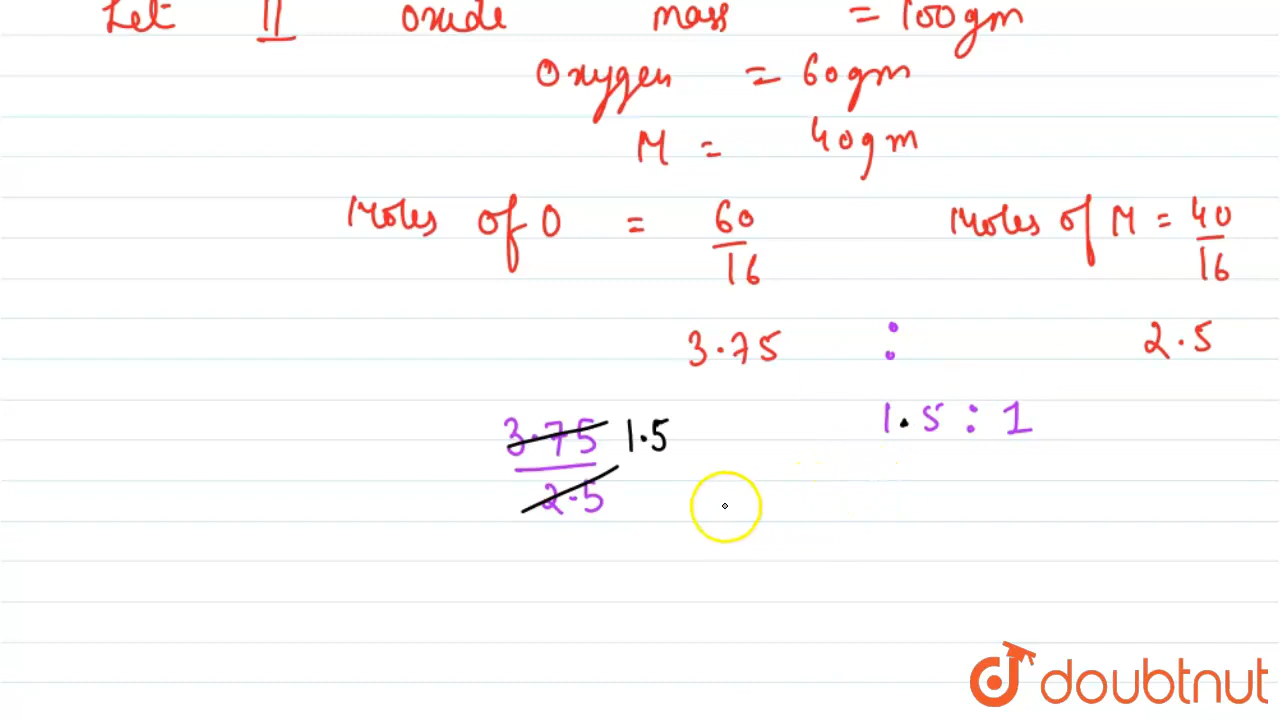 Let II oxide mass = 100gm
Oxygen = 60gm
M = 40gm
Moles of O = 60/16 Moles of M = 40/16
3.75 : 2.5
3.75/2.5 1.5 1.5 : 1
doubtnut